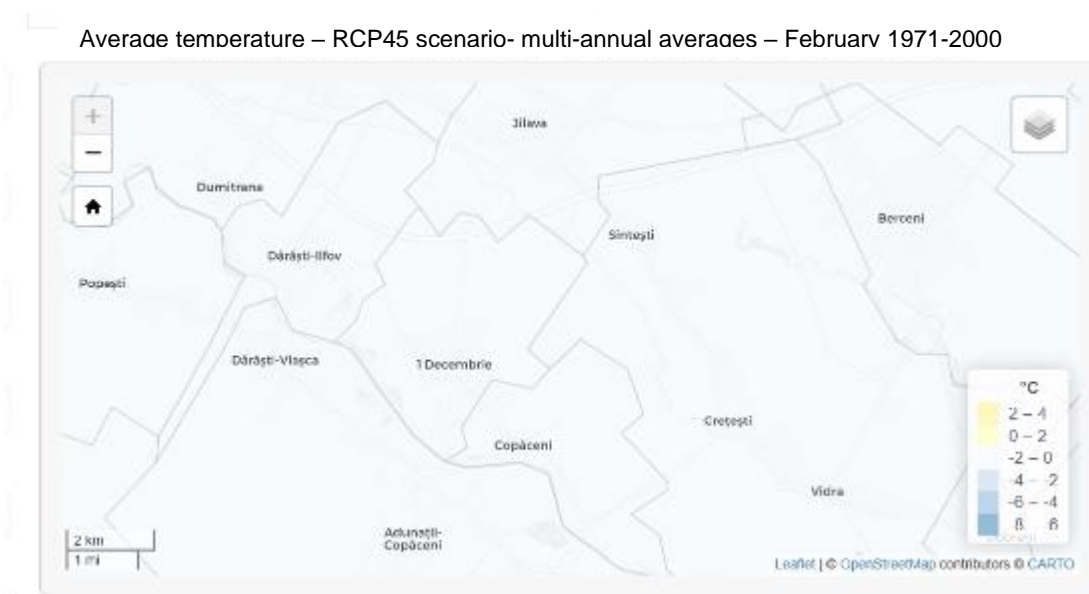 Average temperature – RCP45 scenario- multi-annual averages – February 1971-2000
+
−
Jilava
Dumitrana
Berceni
Sintești
Dărăști-Ilfov
Popești
Dărăști-Vlașca
1 Decembrie
°C
2 – 4
0 – 2
-2 – 0
-4 – -2
-6 – -4
8 6
Crețești
Copăceni
Vidra
Adunații-
Copăceni
2 km
1 mi
Leaflet | © OpenStreetMap contributors © CARTO